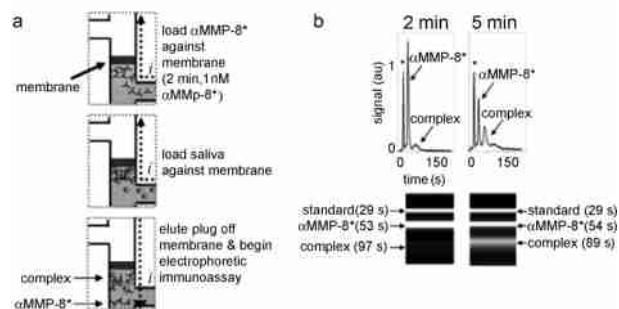 a
load αMMP-8*
against
membrane
(2 min,1nM
αMMp-8*)
membrane
i
load saliva
against membrane
i
elute plug off
membrane & begin
electrophoretic
immunoassay
i
complex
αMMP-8*
b
2 min
5 min
signal (au)
1
0
*
αMMP-8*
complex
*
αMMP-8*
complex
0 150
0 150
time (s)
standard(29 s)
αMMP-8*(53 s)
complex (97 s)
standard (29 s)
αMMP-8*(54 s)
complex (89 s)